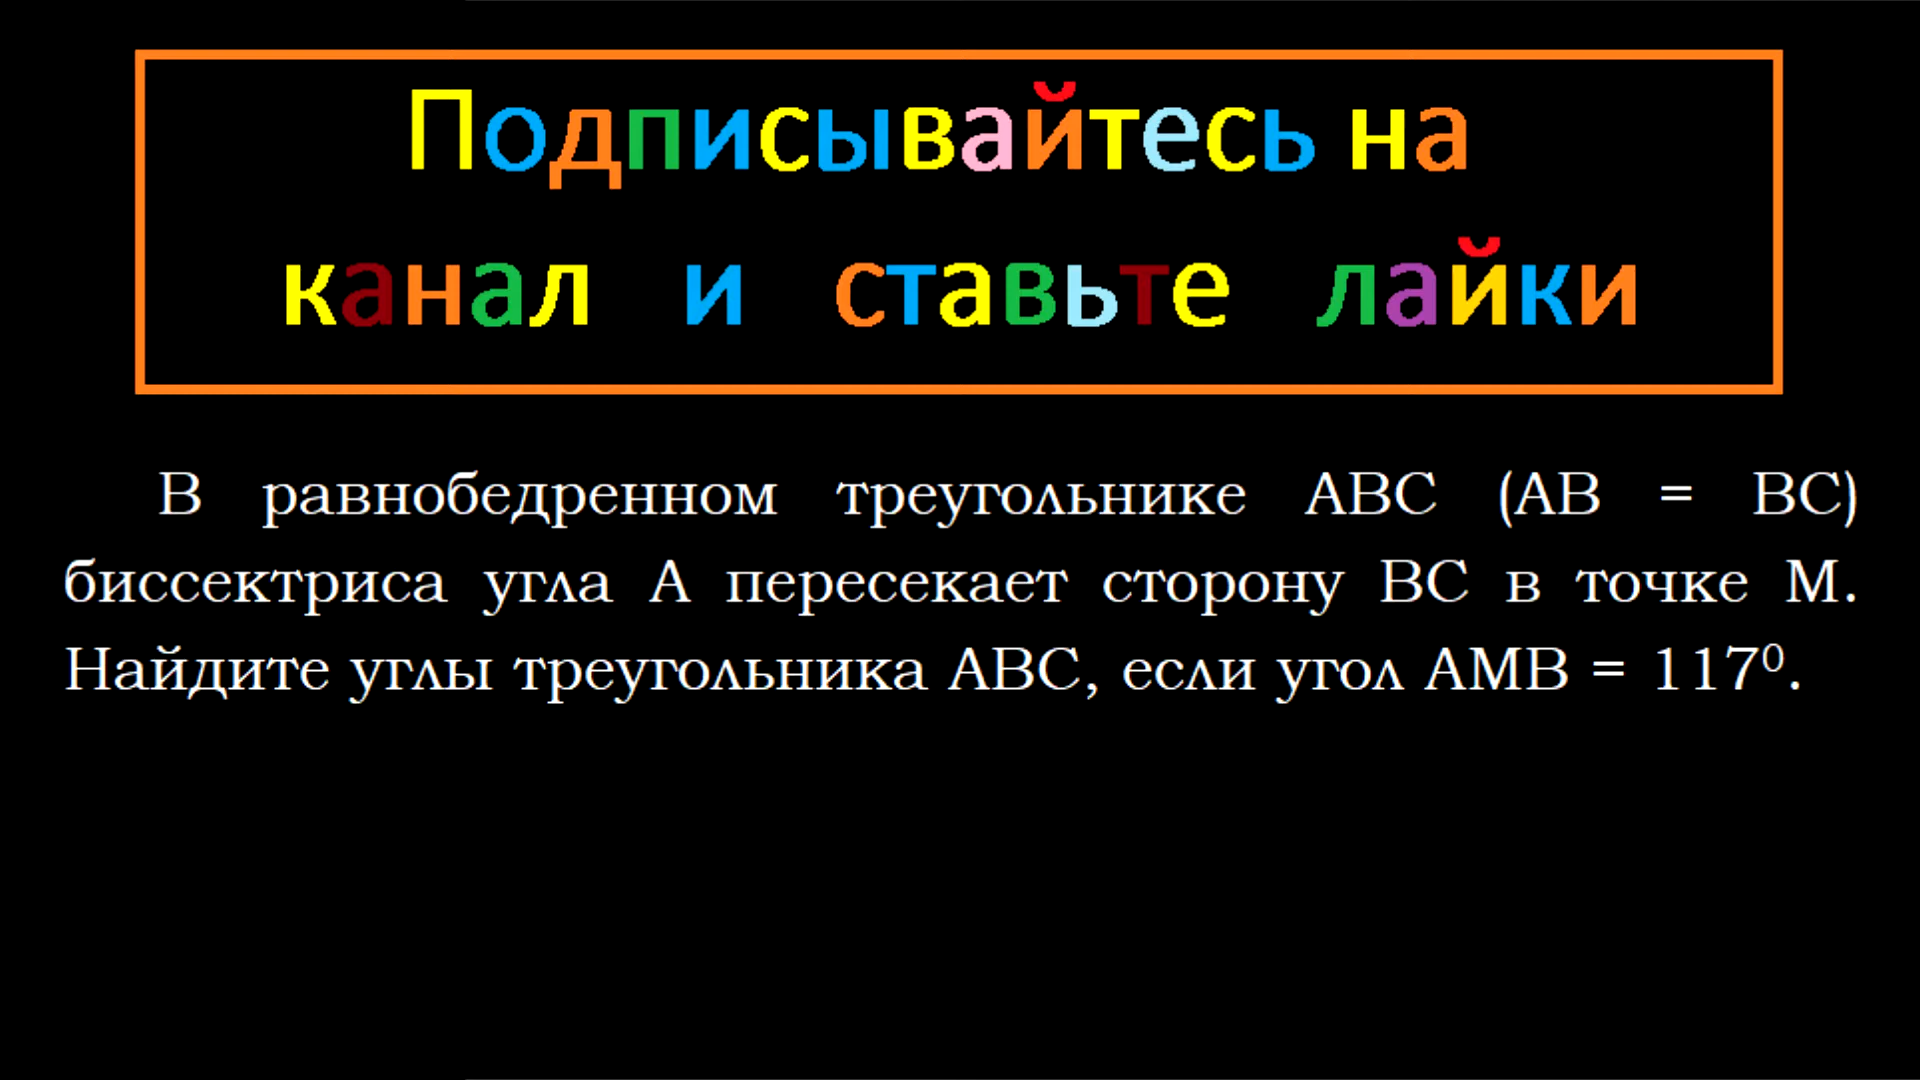 Подписывайтесь на
канал и ставьте лайки
В равнобедренном треугольнике ABC (AB = BC)
биссектриса угла А пересекает сторону BC в точке М.
Найдите углы треугольника ABC, если угол AMB = 117⁰.